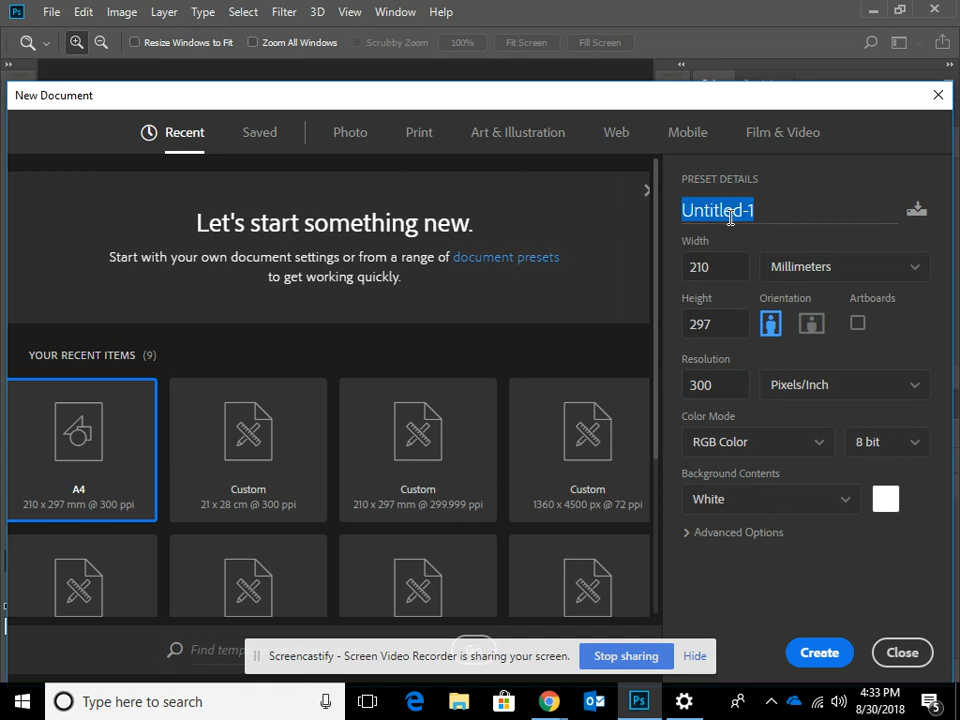 Ps File Edit Image Layer Type Select Filter 3D View Window Help
Resize Windows to Fit Zoom All Windows Scrubby Zoom 100% Fit Screen Fill Screen
New Document
Recent Saved Photo Print Art & Illustration Web Mobile Film & Video
PRESET DETAILS
Untitled-1
Width
210 Millimeters
Height Orientation Artboards
297
Resolution
300 Pixels/Inch
Color Mode
RGB Color 8 bit
Background Contents
White
Advanced Options
Let's start something new.
Start with your own document settings or from a range of document presets
to get working quickly.
YOUR RECENT ITEMS (9)
A4 Custom Custom Custom
210 x 297 mm @ 300 ppi 21 x 28 cm @ 300 ppi 210 x 297 mm @ 299.999 ppi 1360 x 4500 px @ 72 ppi
Find
Screencastify - Screen Video Recorder is sharing your screen. Stop sharing Hide
Create Close
Type here to search
Ps
4:33 PM
8/30/2018
5